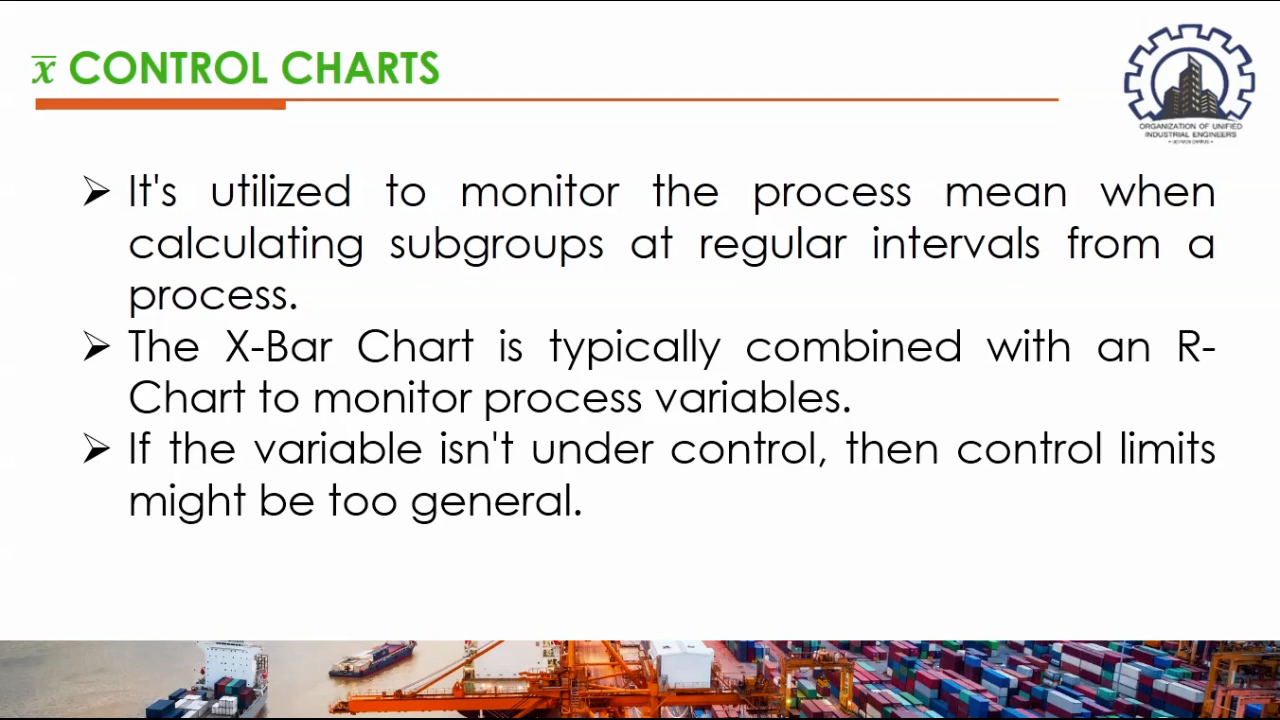 x̅ CONTROL CHARTS
ORGANIZATION OF UNIFIED
INDUSTRIAL ENGINEERS
➢ It's utilized to monitor the process mean when
calculating subgroups at regular intervals from a
process.
➢ The X-Bar Chart is typically combined with an R-
Chart to monitor process variables.
➢ If the variable isn't under control, then control limits
might be too general.